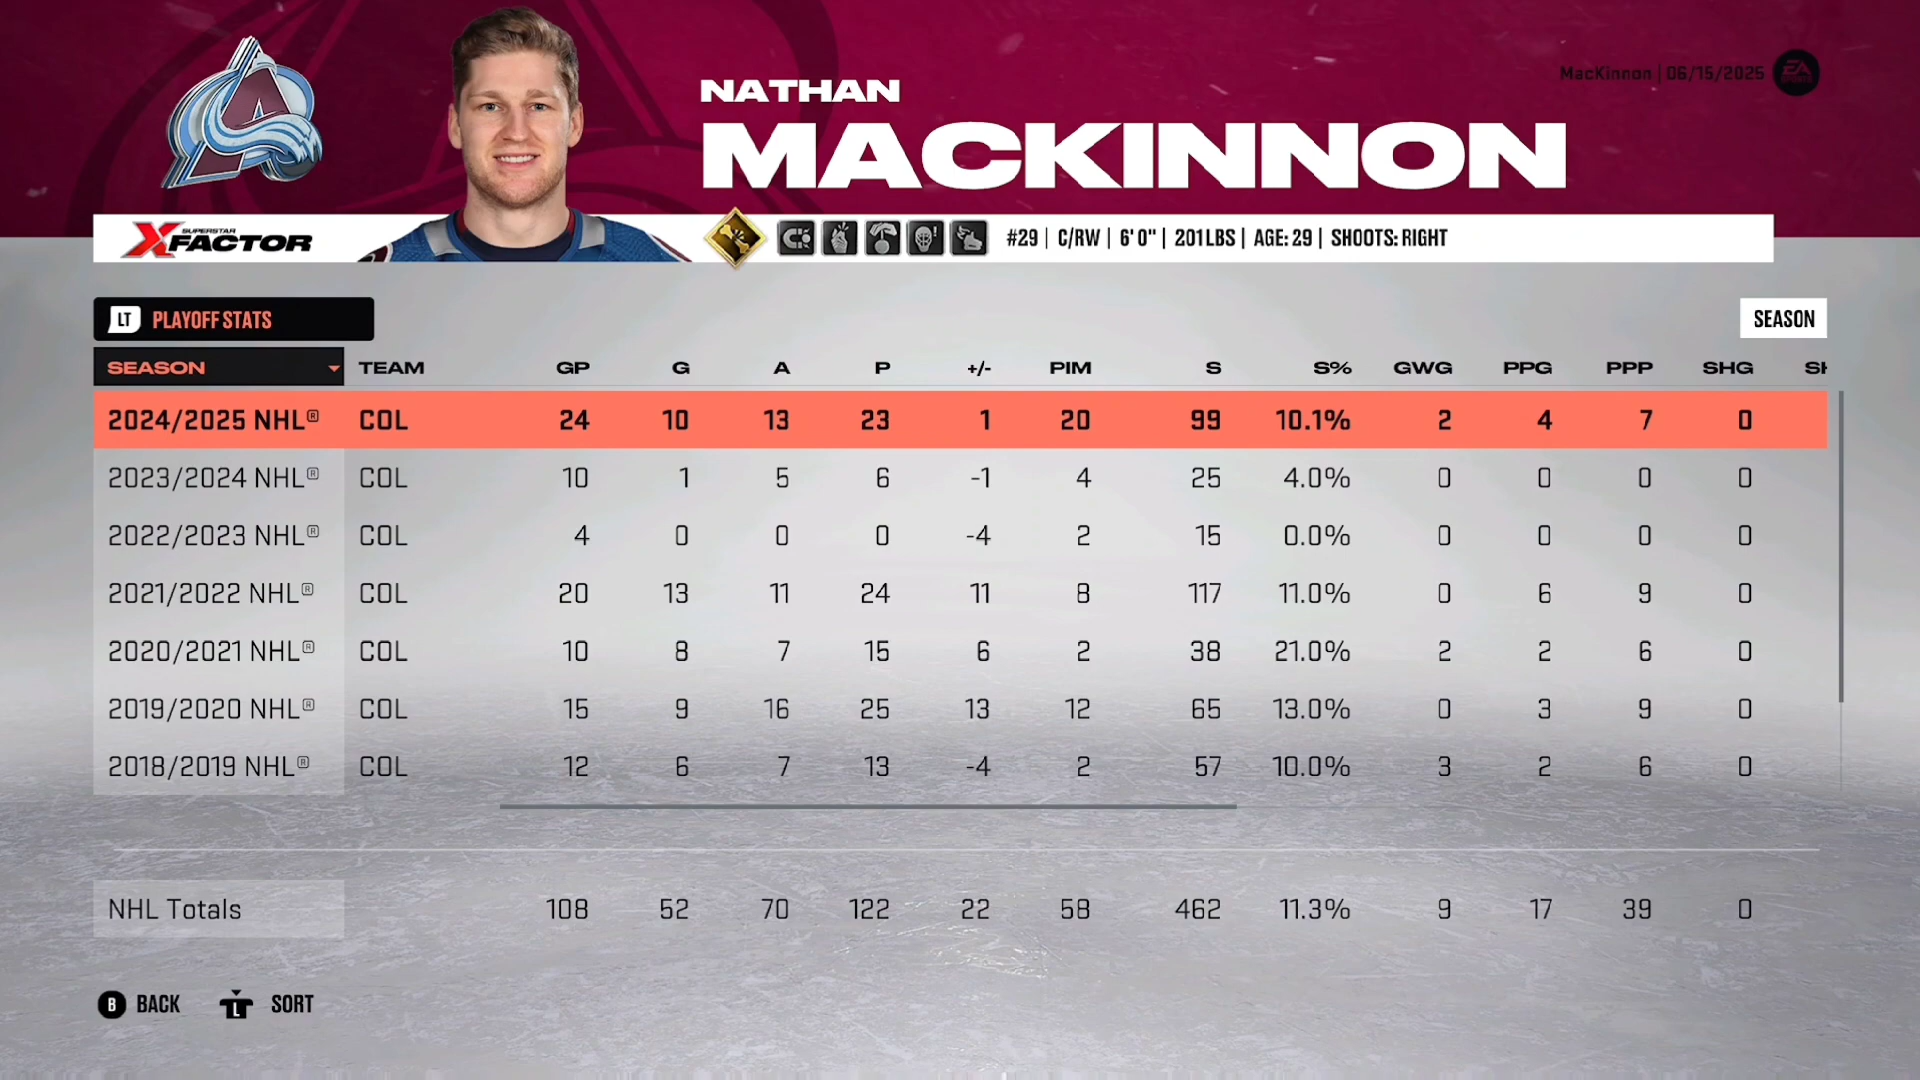 MacKinnon | 06/15/2025
EA
NATHAN
MACKINNON
SUPERSTAR
X-FACTOR
#29 | C/RW | 6' 0" | 201 LBS | AGE: 29 | SHOOTS: RIGHT
LT PLAYOFF STATS
SEASON
SEASON TEAM GP G A P +/- PIM S S% GWG PPG PPP SHG
2024/2025 NHL® COL 24 10 13 23 1 20 99 10.1% 2 4 7 0
2023/2024 NHL® COL 10 1 5 6 -1 4 25 4.0% 0 0 0 0
2022/2023 NHL® COL 4 0 0 0 -4 2 15 0.0% 0 0 0 0
2021/2022 NHL® COL 20 13 11 24 11 8 117 11.0% 0 6 9 0
2020/2021 NHL® COL 10 8 7 15 6 2 38 21.0% 2 2 6 0
2019/2020 NHL® COL 15 9 16 25 13 12 65 13.0% 0 3 9 0
2018/2019 NHL® COL 12 6 7 13 -4 2 57 10.0% 3 2 6 0
NHL Totals 108 52 70 122 22 58 462 11.3% 9 17 39 0
B BACK L SORT